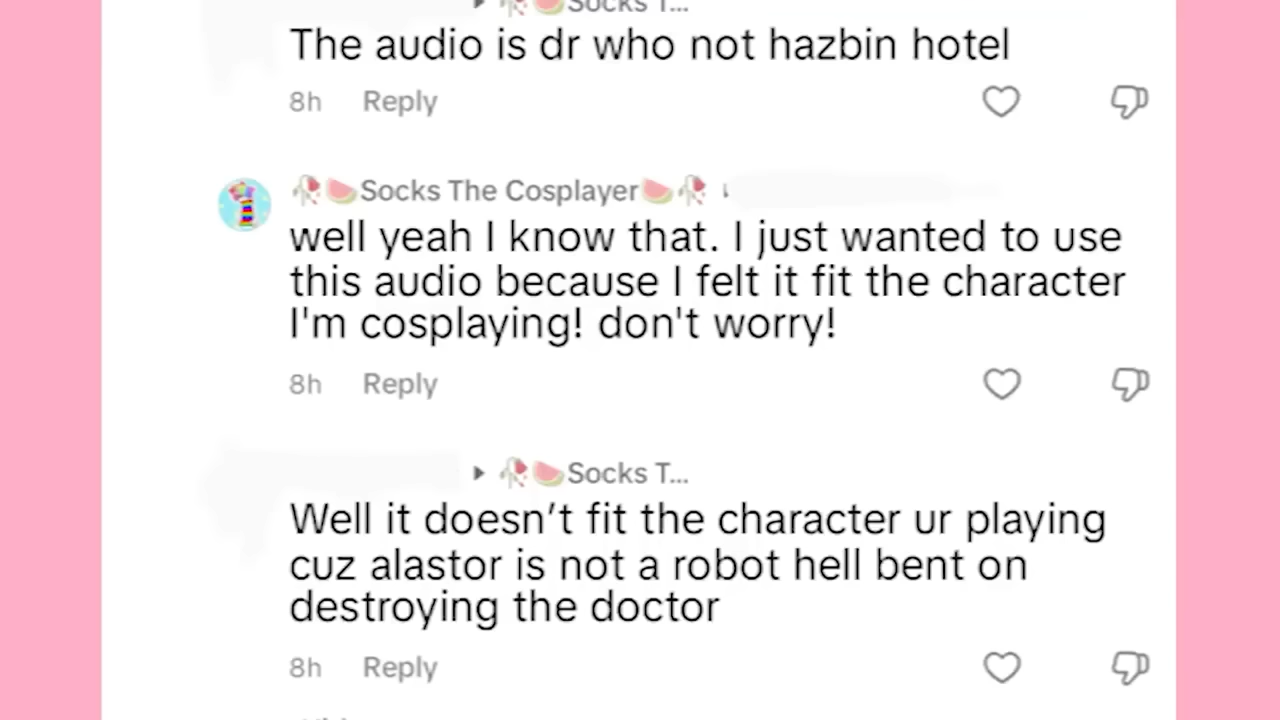 Socks T...
The audio is dr who not hazbin hotel
8h Reply
🥀🍉Socks The Cosplayer🍉🥀
well yeah I know that. I just wanted to use
this audio because I felt it fit the character
I'm cosplaying! don't worry!
8h Reply
🥀🍉Socks T...
Well it doesn’t fit the character ur playing
cuz alastor is not a robot hell bent on
destroying the doctor
8h Reply